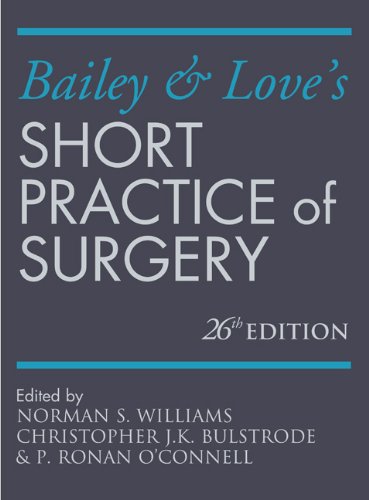 Bailey & Love's
SHORT
PRACTICE of
SURGERY
26th EDITION
Edited by
NORMAN S. WILLIAMS
CHRISTOPHER J.K. BULSTRODE
& P. RONAN O'CONNELL